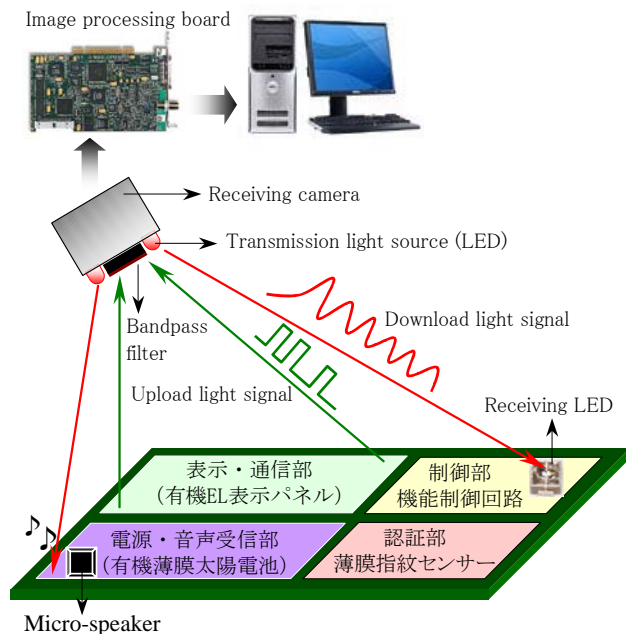 Image processing board
Receiving camera
Transmission light source (LED)
Bandpass
filter
Download light signal
Upload light signal
Receiving LED
表示・通信部
(有機EL表示パネル)
制御部
機能制御回路
電源・音声受信部
(有機薄膜太陽電池)
認証部
薄膜指紋センサー
Micro-speaker